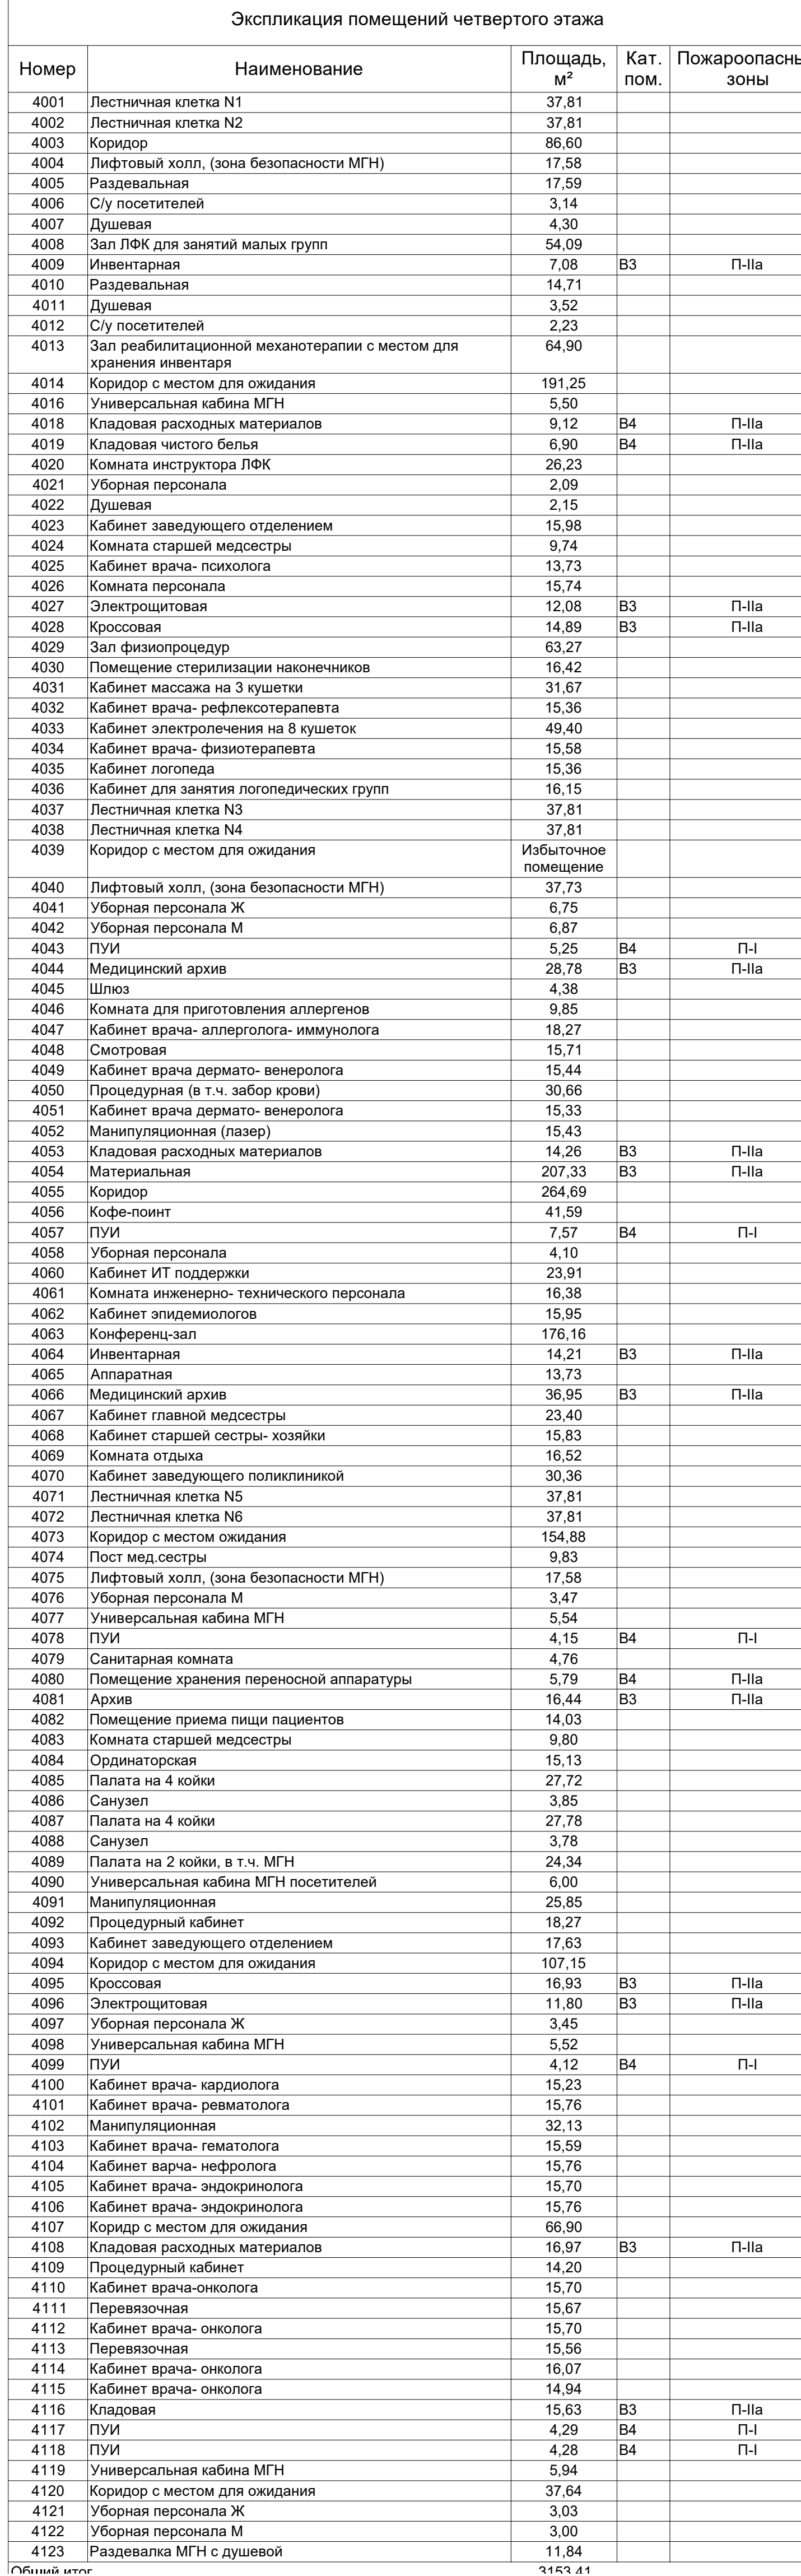 Экспликация помещений четвертого этажа
Номер Наименование Площадь, м² Кат. пом. Пожароопасны зоны
4001 Лестничная клетка N1 37,81
4002 Лестничная клетка N2 37,81
4003 Коридор 86,60
4004 Лифтовый холл, (зона безопасности МГН) 17,58
4005 Раздевальная 17,59
4006 С/у посетителей 3,14
4007 Душевая 4,30
4008 Зал ЛФК для занятий малых групп 54,09
4009 Инвентарная 7,08 В3 П-IIа
4010 Раздевальная 14,71
4011 Душевая 3,52
4012 С/у посетителей 2,23
4013 Зал реабилитационной механотерапии с местом для 64,90
хранения инвентаря
4014 Коридор с местом для ожидания 191,25
4016 Универсальная кабина МГН 5,50
4018 Кладовая расходных материалов 9,12 В4 П-IIа
4019 Кладовая чистого белья 6,90 В4 П-IIа
4020 Комната инструктора ЛФК 26,23
4021 Уборная персонала 2,09
4022 Душевая 2,15
4023 Кабинет заведующего отделением 15,98
4024 Комната старшей медсестры 9,74
4025 Кабинет врача- психолога 13,73
4026 Комната персонала 15,74
4027 Электрощитовая 12,08 В3 П-IIа
4028 Кроссовая 14,89 В3 П-IIа
4029 Зал физиопроцедур 63,27
4030 Помещение стерилизации наконечников 16,42
4031 Кабинет массажа на 3 кушетки 31,67
4032 Кабинет врача- рефлексотерапевта 15,36
4033 Кабинет электролечения на 8 кушеток 49,40
4034 Кабинет врача- физиотерапевта 15,58
4035 Кабинет логопеда 15,36
4036 Кабинет для занятия логопедических групп 16,15
4037 Лестничная клетка N3 37,81
4038 Лестничная клетка N4 37,81
4039 Коридор с местом для ожидания Избыточное
помещение
4040 Лифтовый холл, (зона безопасности МГН) 37,73
4041 Уборная персонала Ж 6,75
4042 Уборная персонала М 6,87
4043 ПУИ 5,25 В4 П-I
4044 Медицинский архив 28,78 В3 П-IIа
4045 Шлюз 4,38
4046 Комната для приготовления аллергенов 9,85
4047 Кабинет врача- аллерголога- иммунолога 18,27
4048 Смотровая 15,71
4049 Кабинет врача дермато- венеролога 15,44
4050 Процедурная (в т.ч. забор крови) 30,66
4051 Кабинет врача дермато- венеролога 15,33
4052 Манипуляционная (лазер) 15,43
4053 Кладовая расходных материалов 14,26 В3 П-IIа
4054 Материальная 207,33 В3 П-IIа
4055 Коридор 264,69
4056 Кофе-поинт 41,59
4057 ПУИ 7,57 В4 П-I
4058 Уборная персонала 4,10
4060 Кабинет ИТ поддержки 23,91
4061 Комната инженерно- технического персонала 16,38
4062 Кабинет эпидемиологов 15,95
4063 Конференц-зал 176,16
4064 Инвентарная 14,21 В3 П-IIа
4065 Аппаратная 13,73
4066 Медицинский архив 36,95 В3 П-IIа
4067 Кабинет главной медсестры 23,40
4068 Кабинет старшей сестры- хозяйки 15,83
4069 Комната отдыха 16,52
4070 Кабинет заведующего поликлиникой 30,36
4071 Лестничная клетка N5 37,81
4072 Лестничная клетка N6 37,81
4073 Коридор с местом ожидания 154,88
4074 Пост мед.сестры 9,83
4075 Лифтовый холл, (зона безопасности МГН) 17,58
4076 Уборная персонала М 3,47
4077 Универсальная кабина МГН 5,54
4078 ПУИ 4,15 В4 П-I
4079 Санитарная комната 4,76
4080 Помещение хранения переносной аппаратуры 5,79 В4 П-IIа
4081 Архив 16,44 В3 П-IIа
4082 Помещение приема пищи пациентов 14,03
4083 Комната старшей медсестры 9,80
4084 Ординаторская 15,13
4085 Палата на 4 койки 27,72
4086 Санузел 3,85
4087 Палата на 4 койки 27,78
4088 Санузел 3,78
4089 Палата на 2 койки, в т.ч. МГН 24,34
4090 Универсальная кабина МГН посетителей 6,00
4091 Манипуляционная 25,85
4092 Процедурный кабинет 18,27
4093 Кабинет заведующего отделением 17,63
4094 Коридор с местом для ожидания 107,15
4095 Кроссовая 16,93 В3 П-IIа
4096 Электрощитовая 11,80 В3 П-IIа
4097 Уборная персонала Ж 3,45
4098 Универсальная кабина МГН 5,52
4099 ПУИ 4,12 В4 П-I
4100 Кабинет врача- кардиолога 15,23
4101 Кабинет врача- ревматолога 15,76
4102 Манипуляционная 32,13
4103 Кабинет врача- гематолога 15,59
4104 Кабинет варча- нефролога 15,76
4105 Кабинет врача- эндокринолога 15,70
4106 Кабинет врача- эндокринолога 15,76
4107 Коридр с местом для ожидания 66,90
4108 Кладовая расходных материалов 16,97 В3 П-IIа
4109 Процедурный кабинет 14,20
4110 Кабинет врача-онколога 15,70
4111 Перевязочная 15,67
4112 Кабинет врача- онколога 15,70
4113 Перевязочная 15,56
4114 Кабинет врача- онколога 16,07
4115 Кабинет врача- онколога 14,94
4116 Кладовая 15,63 В3 П-IIа
4117 ПУИ 4,29 В4 П-I
4118 ПУИ 4,28 В4 П-I
4119 Универсальная кабина МГН 5,94
4120 Коридор с местом для ожидания 37,64
4121 Уборная персонала Ж 3,03
4122 Уборная персонала М 3,00
4123 Раздевалка МГН с душевой 11,84
Общий итог 3153,41